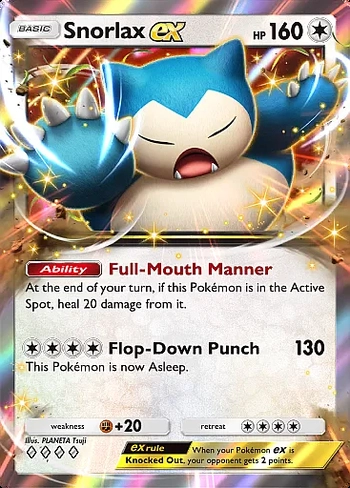 BASIC Snorlax ex HP 160
Ability Full-Mouth Manner
At the end of your turn, if this Pokémon is in the Active
Spot, heal 20 damage from it.
Flop-Down Punch 130
This Pokémon is now Asleep.
weakness +20 retreat
Illus. PLANETA Tsuji
ex rule When your Pokémon ex is
Knocked Out, your opponent gets 2 points.